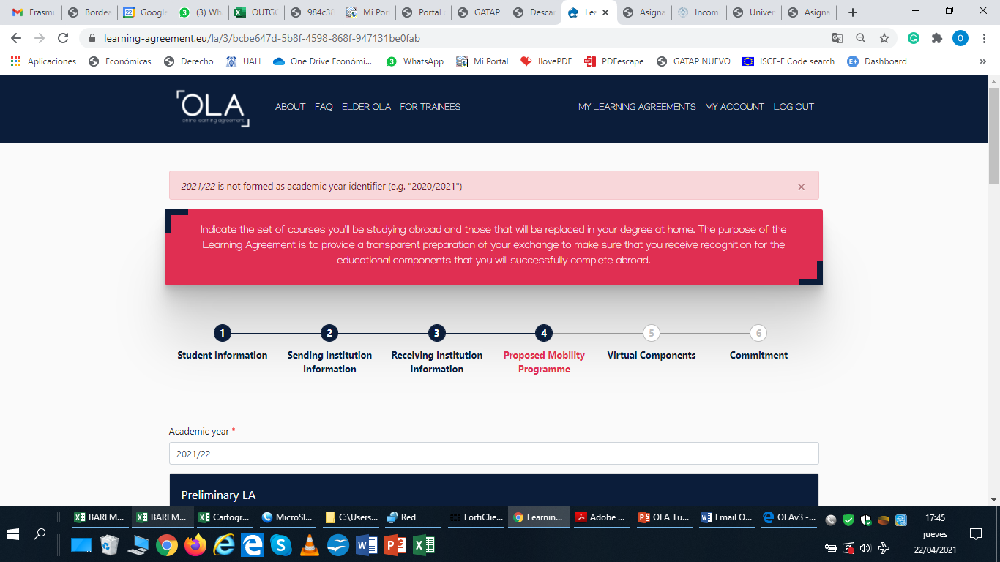 Erasmu
Bordea
Google
(3) Wh
OUTGO
984c38
Mi Por
Portal
GATAP
Descar
Lea
Asigna
Incomi
Univer
Asigna
learning-agreement.eu/la/3/bcbe647d-5b8f-4598-868f-947131be0fab
Aplicaciones
Económicas
Derecho
UAH
One Drive Económi...
WhatsApp
Mi Portal
IlovePDF
PDFescape
GATAP NUEVO
ISCE-F Code search
Dashboard
OLA
online learning agreement
ABOUT FAQ ELDER OLA FOR TRAINEES
MY LEARNING AGREEMENTS MY ACCOUNT LOG OUT
2021/22 is not formed as academic year identifier (e.g. "2020/2021")
Indicate the set of courses you'll be studying abroad and those that will be replaced in your degree at home. The purpose of the
Learning Agreement is to provide a transparent preparation of your exchange to make sure that you receive recognition for the
educational components that you will successfully complete abroad.
1 2 3 4 5 6
Student Information
Sending Institution
Information
Receiving Institution
Information
Proposed Mobility
Programme
Virtual Components
Commitment
Academic year *
2021/22
Preliminary LA
BAREM...
BAREM...
Cartogr...
MicroSI...
C:\Users...
Red
FortiClie...
Learnin...
Adobe ...
OLA Tu...
Email O...
OLAv3 -...
17:45
jueves
22/04/2021